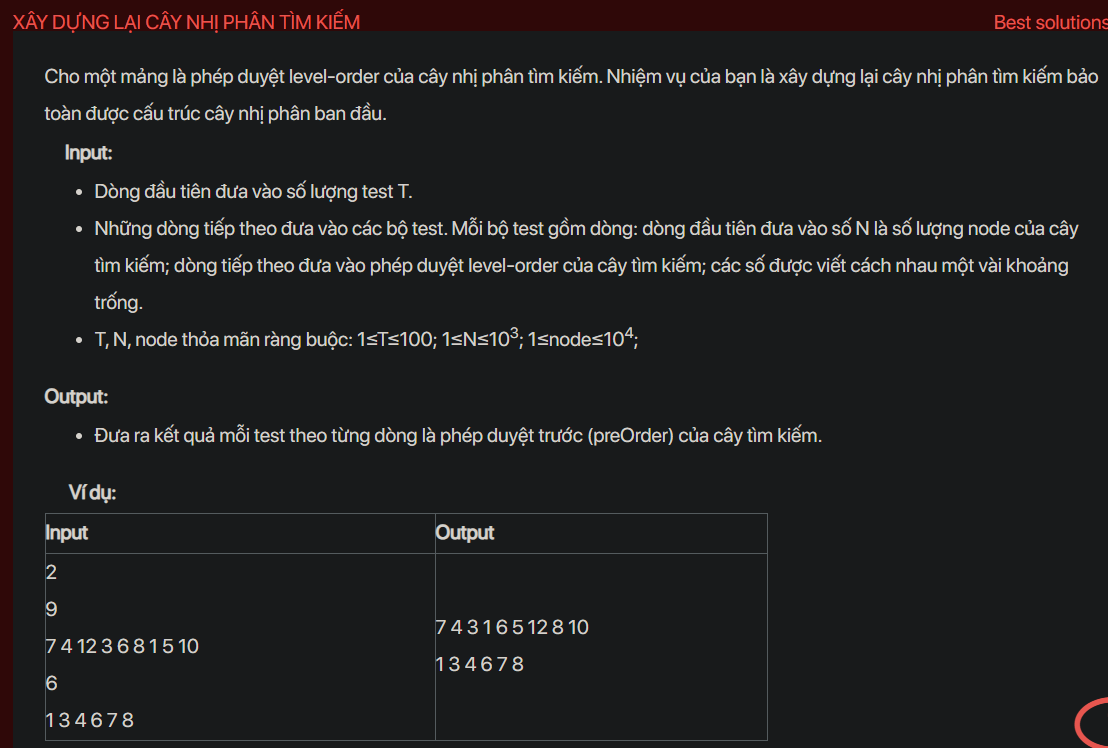 XÂY DỰNG LẠI CÂY NHỊ PHÂN TÌM KIẾM
Best solutions
Cho một mảng là phép duyệt level-order của cây nhị phân tìm kiếm. Nhiệm vụ của bạn là xây dựng lại cây nhị phân tìm kiếm bảo
toàn được cấu trúc cây nhị phân ban đầu.
Input:
• Dòng đầu tiên đưa vào số lượng test T.
• Những dòng tiếp theo đưa vào các bộ test. Mỗi bộ test gồm dòng: dòng đầu tiên đưa vào số N là số lượng node của cây
tìm kiếm; dòng tiếp theo đưa vào phép duyệt level-order của cây tìm kiếm; các số được viết cách nhau một vài khoảng
trống.
• T, N, node thỏa mãn ràng buộc: 1≤T≤100; 1≤N≤10³; 1≤node≤10⁴;
Output:
• Đưa ra kết quả mỗi test theo từng dòng là phép duyệt trước (preOrder) của cây tìm kiếm.
Ví dụ:
Input Output
2
9
7 4 12 3 6 8 1 5 10
6
1 3 4 6 7 8
7 4 3 1 6 5 12 8 10
1 3 4 6 7 8